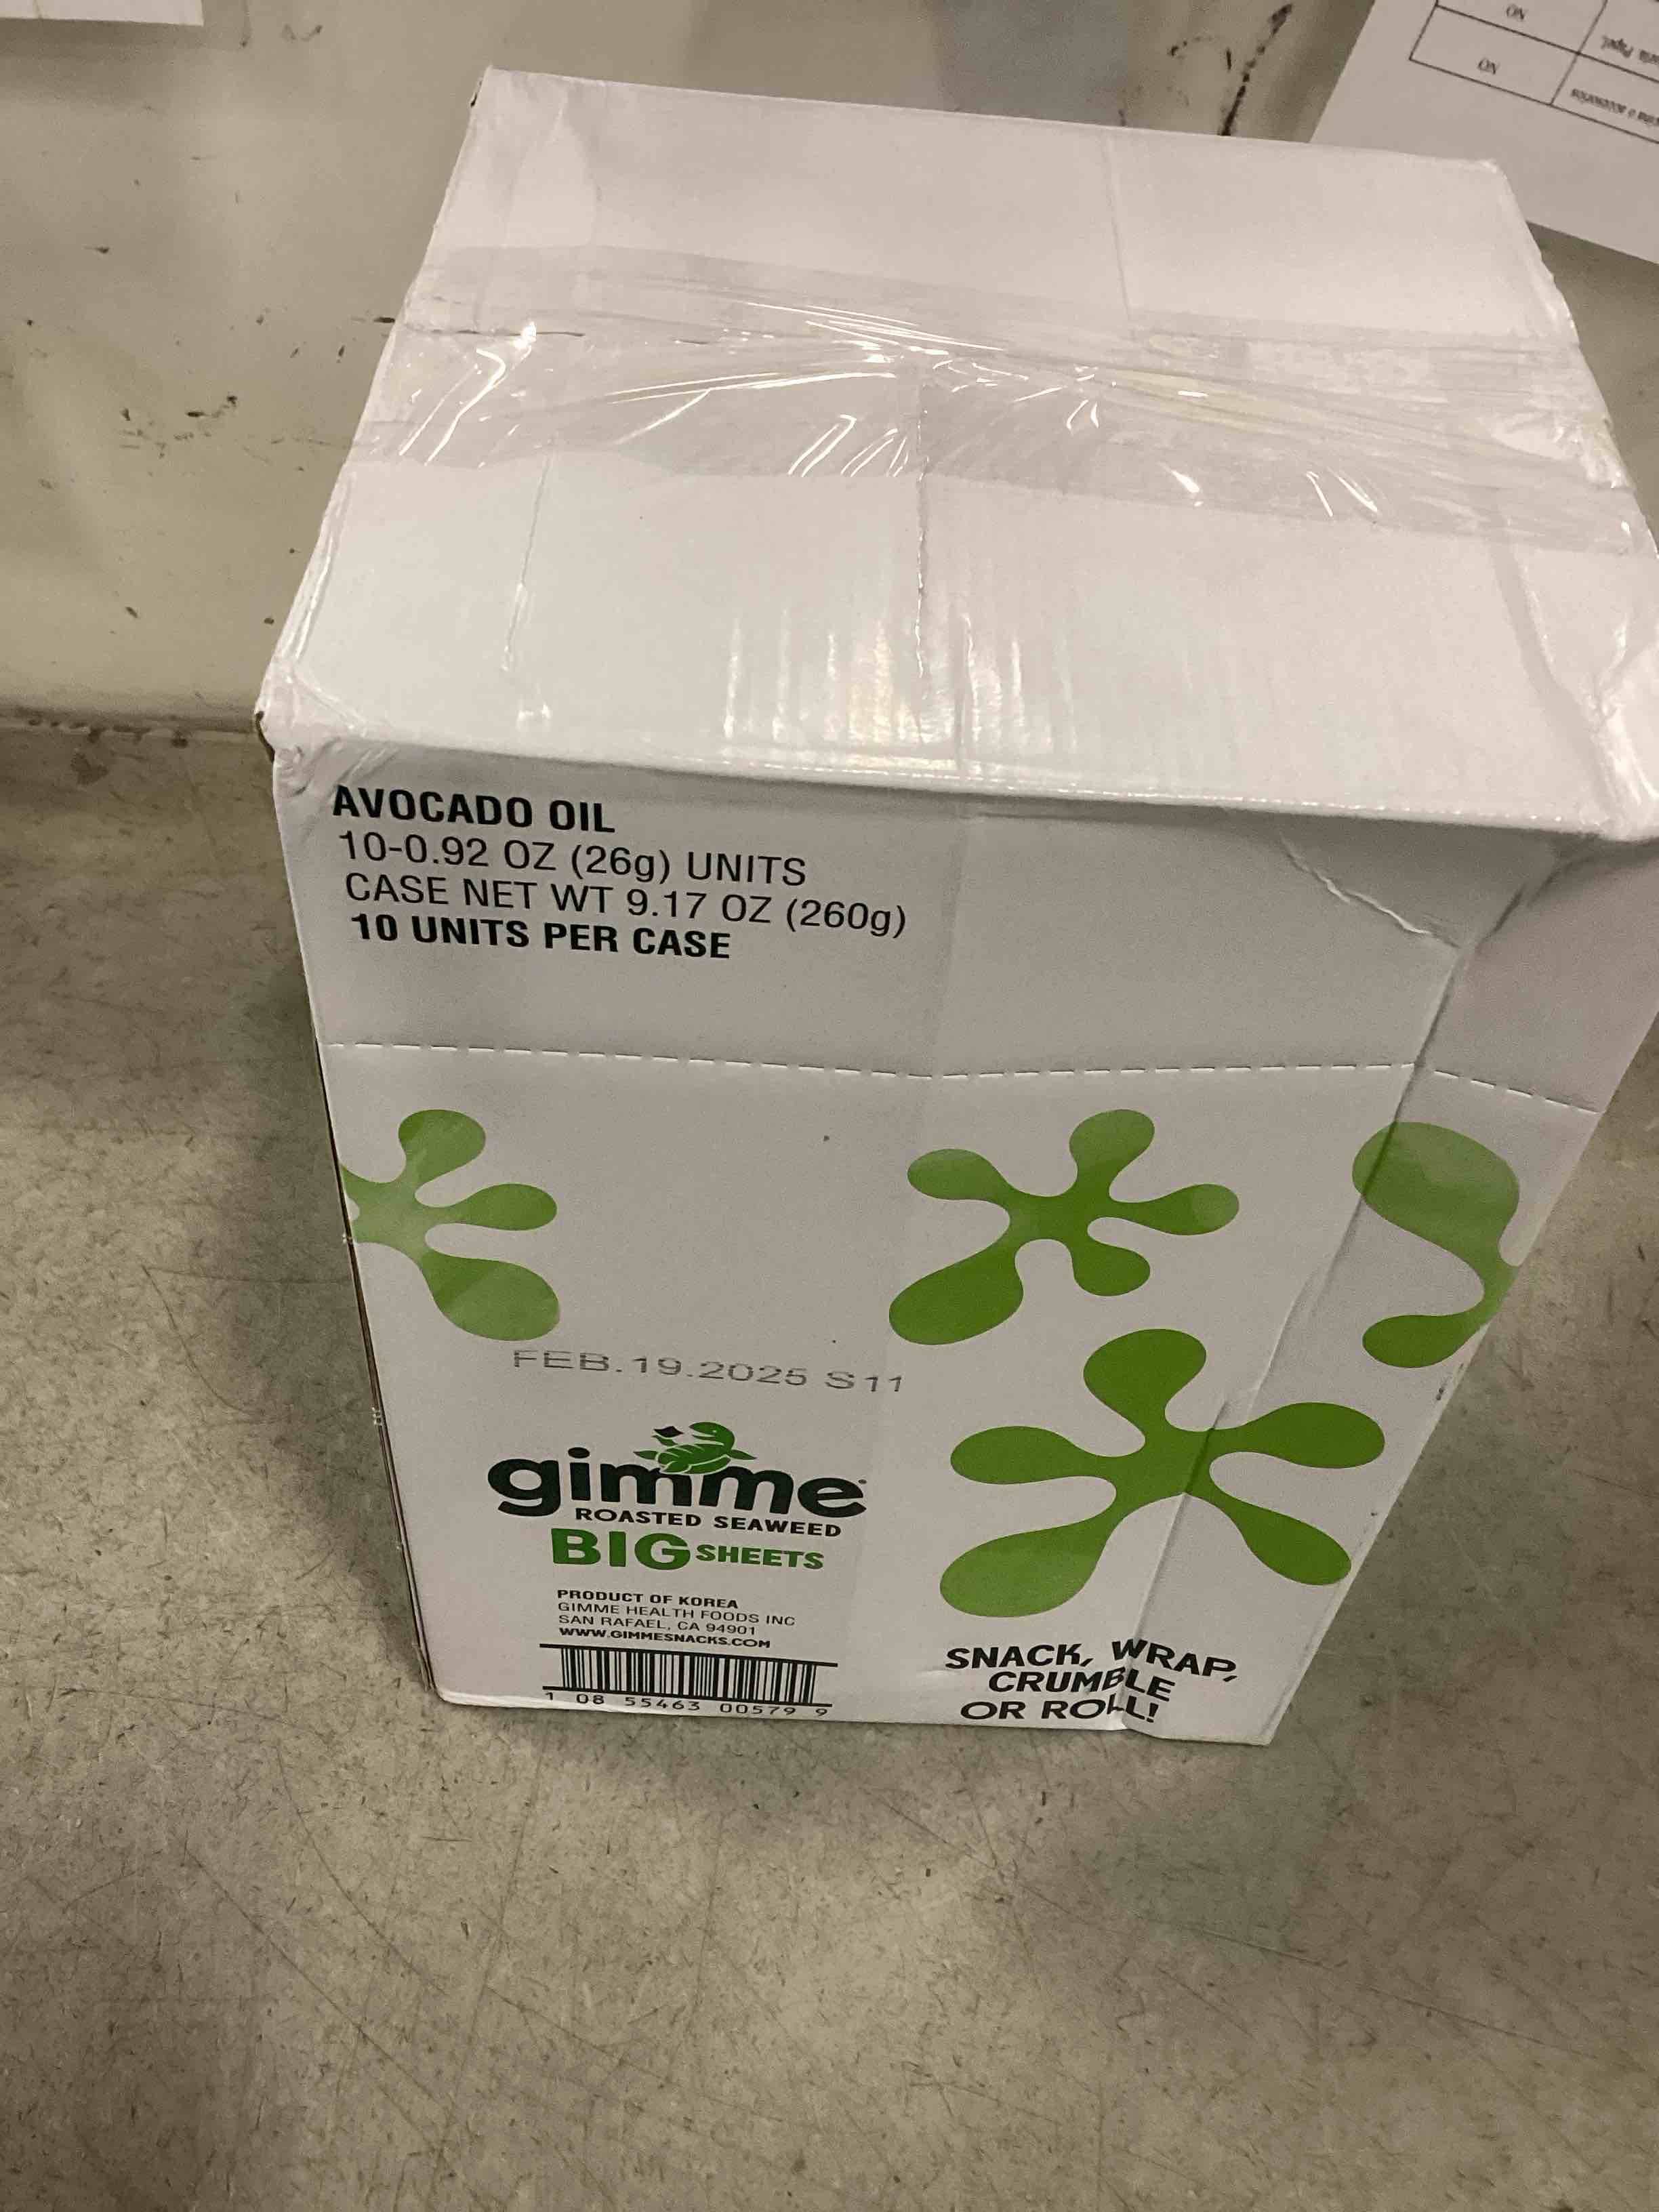 NO
NO
AVOCADO OIL
10-0.92 OZ (26g) UNITS
CASE NET WT 9.17 OZ (260g)
10 UNITS PER CASE
FEB.19.2025 S11
gimme
ROASTED SEAWEED
BIG SHEETS
PRODUCT OF KOREA
GIMME HEALTH FOODS INC
SAN RAFAEL, CA 94901
WWW.GIMMESNACKS.COM
1 08 55463 00579 9
SNACK, WRAP,
CRUMBLE
OR ROLL!